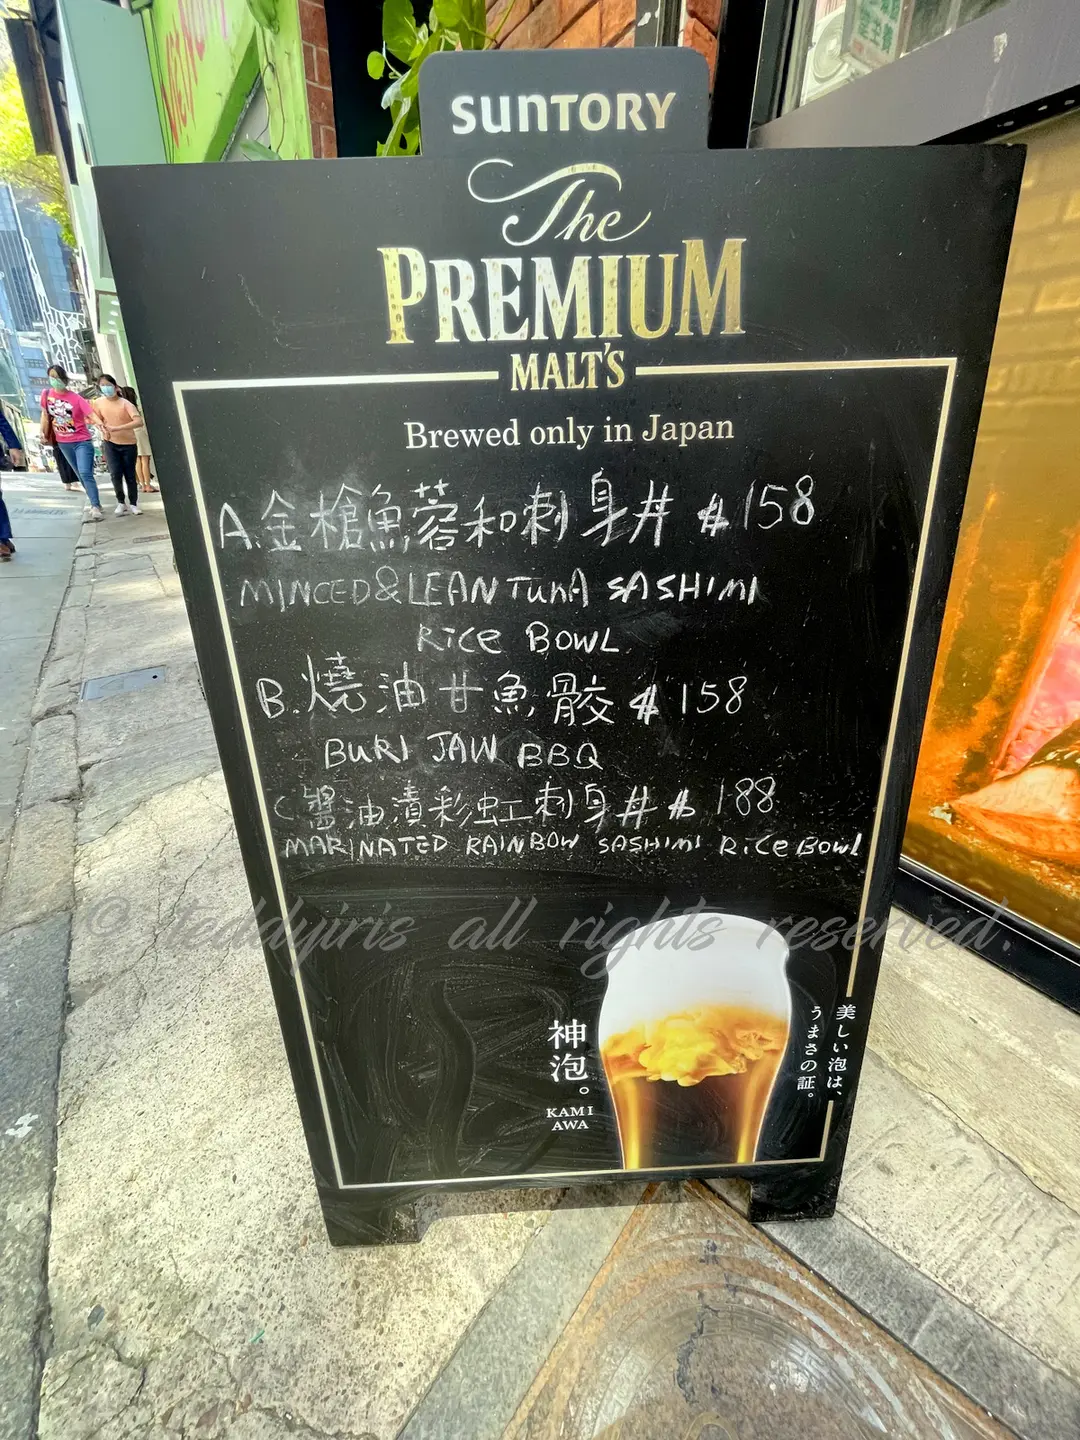 SUNTORY
The
PREMIUM
MALT'S
Brewed only in Japan
A.金槍魚蓉和刺身丼 $158
MINCED&LEAN TUNA SASHIMI
RICE BOWL
B.燒油甘魚骹 $158
BURI JAW BBQ
C醬油漬彩虹刺身丼 $188
MARINATED RAINBOW SASHIMI RICE BOWL
© teddyiris all rights reserved.
神泡。
KAMI
AWA
美しい泡は、
うまさの証。